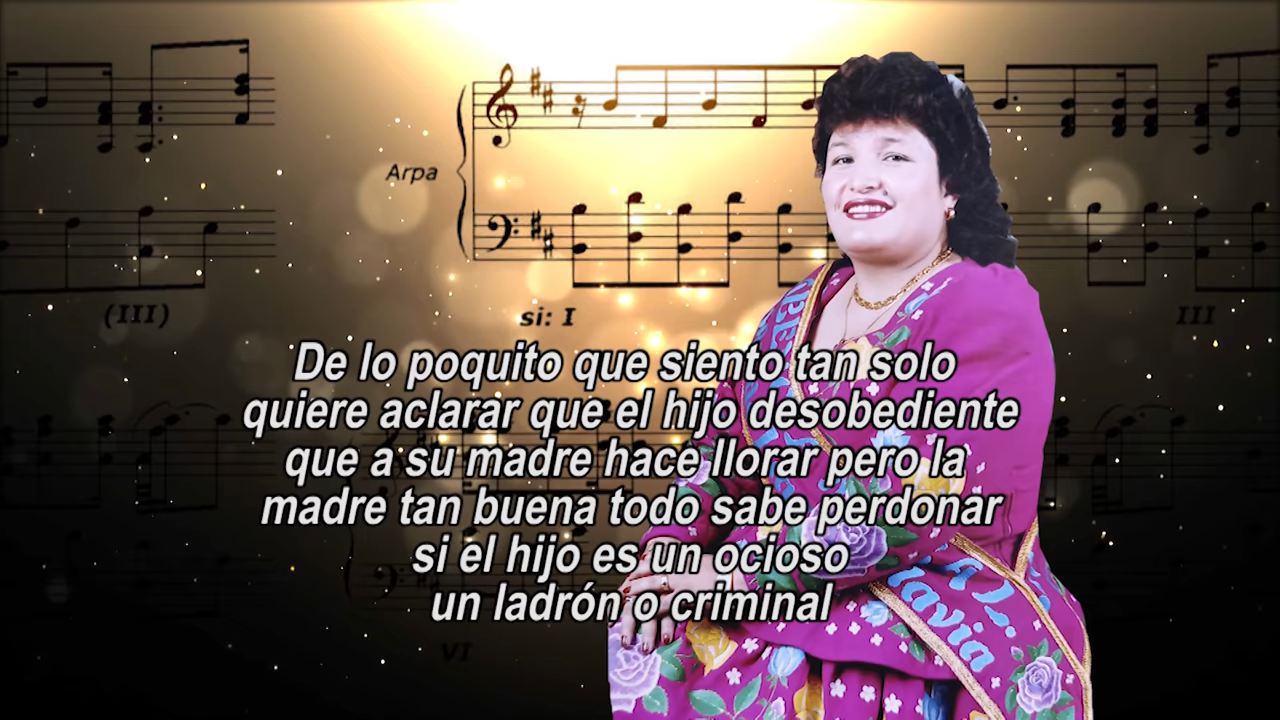 Arpa
(III)
si: I
III
De lo poquito que siento tan solo
quiere aclarar que el hijo desobediente
que a su madre hace llorar pero la
madre tan buena todo sabe perdonar
si el hijo es un ocioso
un ladrón o criminal
lavia
VI